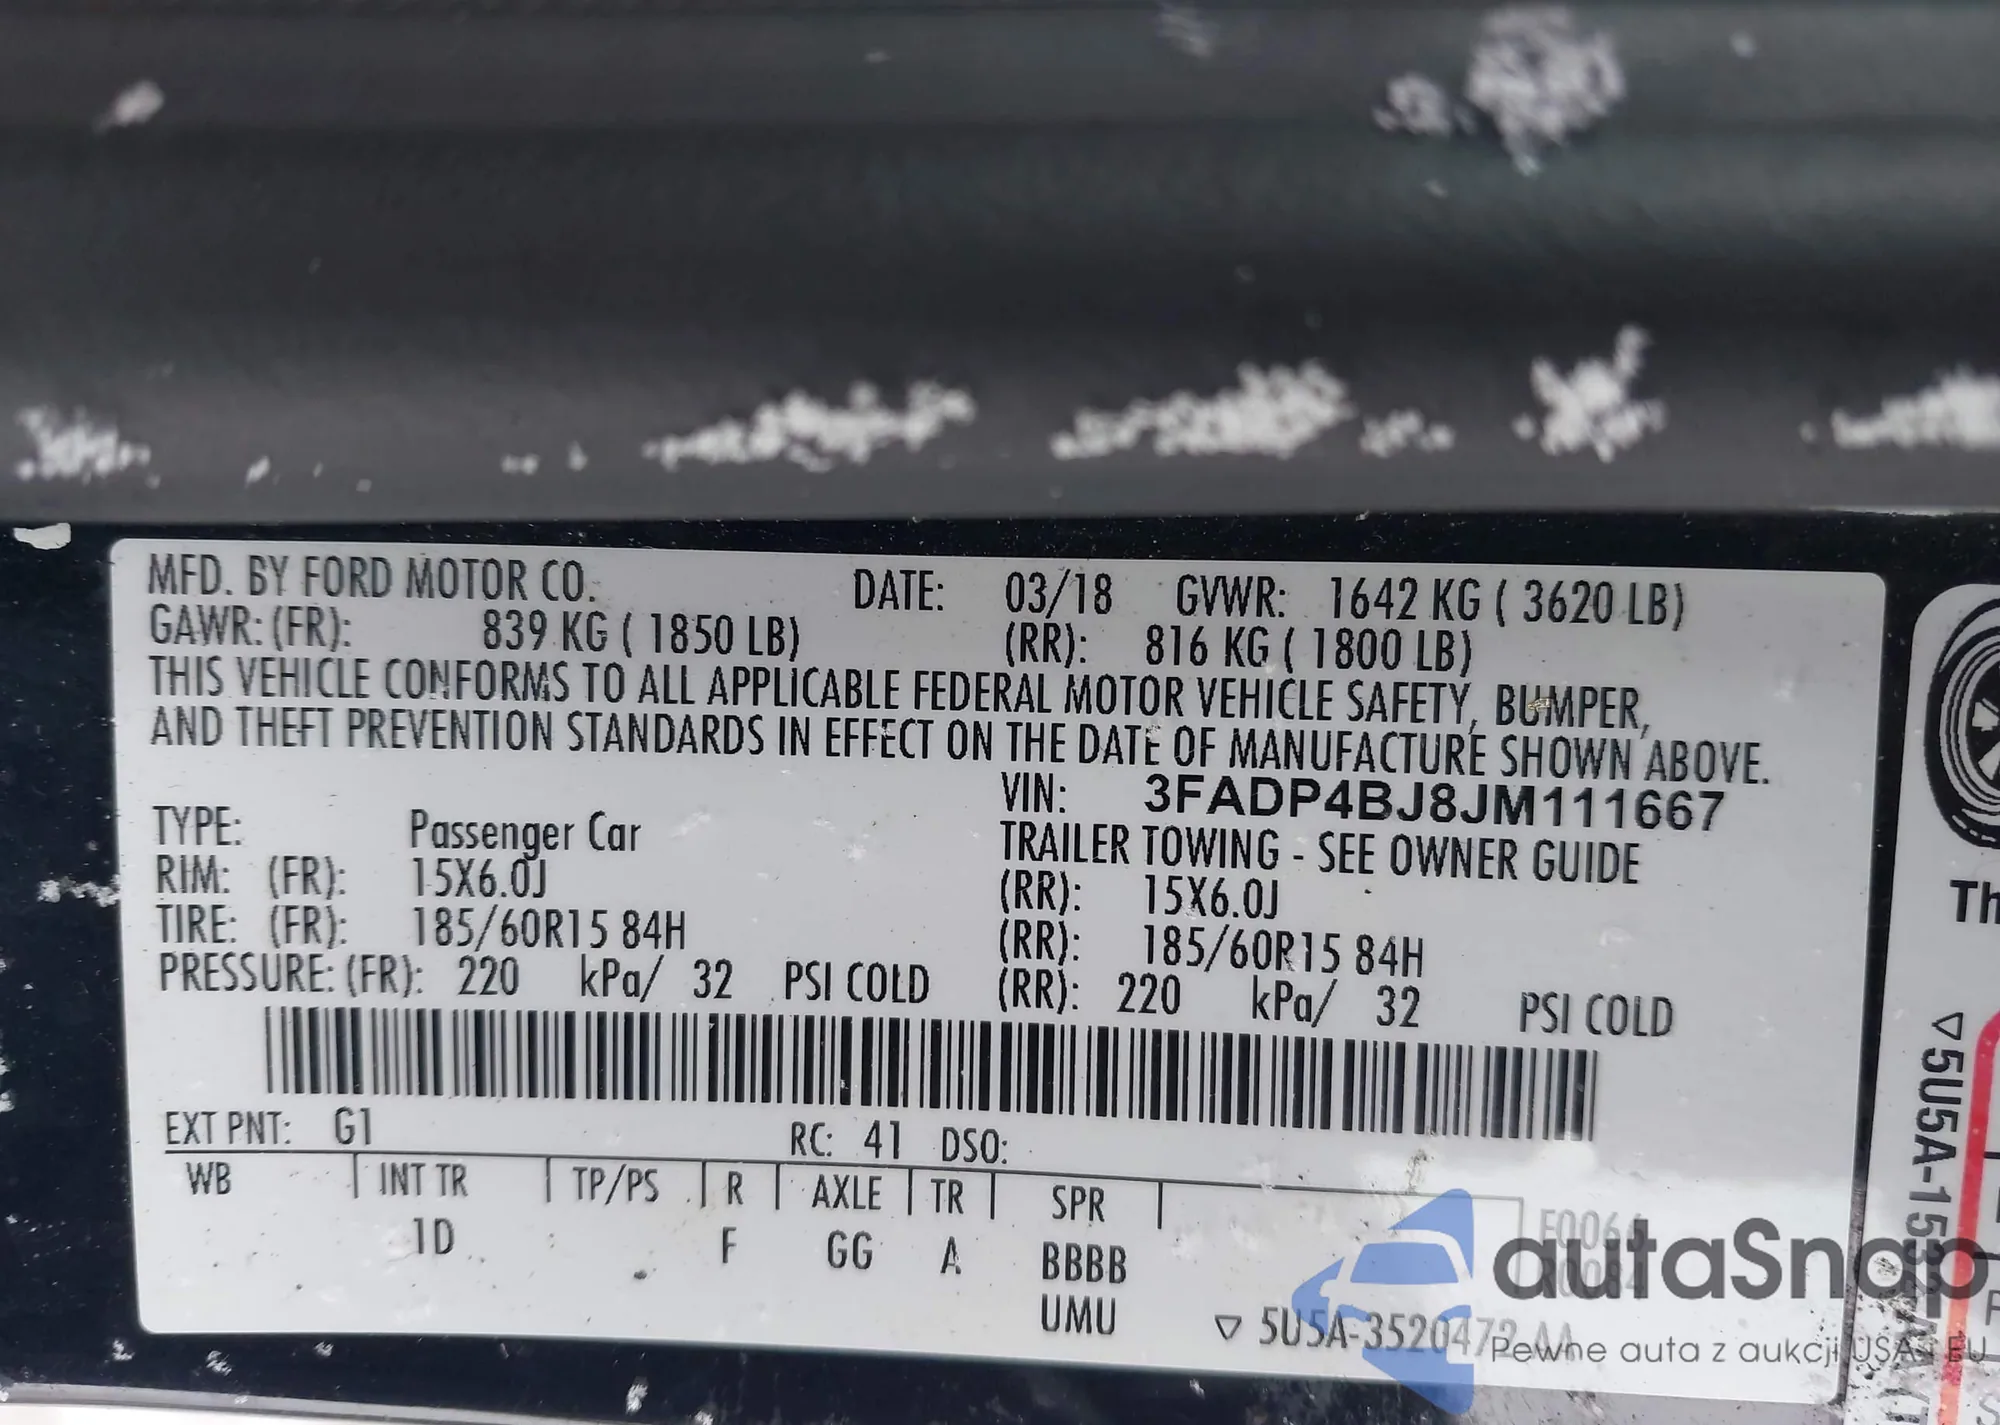 MFD. BY FORD MOTOR CO. DATE: 03/18 GVWR: 1642 KG ( 3620 LB)
GAWR: (FR): 839 KG ( 1850 LB) (RR): 816 KG ( 1800 LB)
THIS VEHICLE CONFORMS TO ALL APPLICABLE FEDERAL MOTOR VEHICLE SAFETY, BUMPER,
AND THEFT PREVENTION STANDARDS IN EFFECT ON THE DATE OF MANUFACTURE SHOWN ABOVE.
VIN: 3FADP4BJ8JM111667
TYPE: Passenger Car TRAILER TOWING - SEE OWNER GUIDE
RIM: (FR): 15X6.0J (RR): 15X6.0J
TIRE: (FR): 185/60R15 84H (RR): 185/60R15 84H
PRESSURE: (FR): 220 kPa/ 32 PSI COLD (RR): 220 kPa/ 32 PSI COLD
EXT PNT: G1 RC: 41 DSO:
WB INT TR TP/PS R AXLE TR SPR
1D F GG A BBBB
UMU
▽ 5U5A-3520472-AA
autaSnap
Pewne auta z aukcji USA i EU
Th